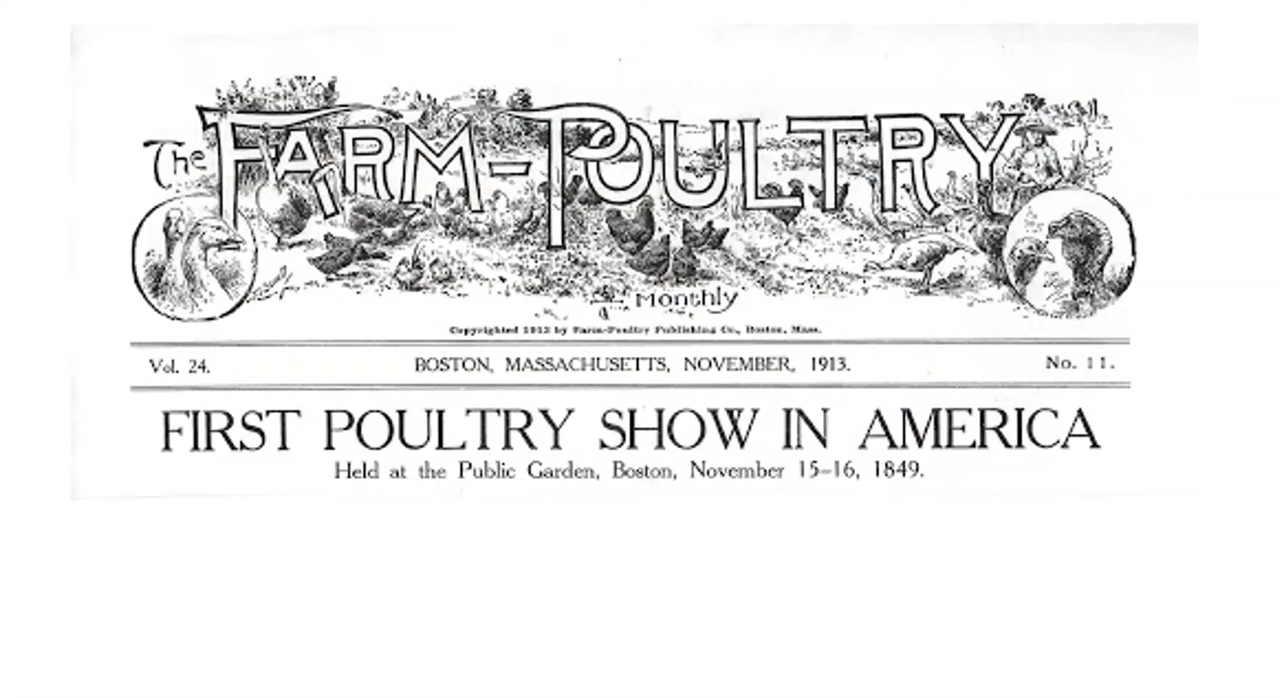 The FARM-POULTRY
Monthly
Copyrighted 1913 by Farm-Poultry Publishing Co., Boston, Mass.
Vol. 24. BOSTON, MASSACHUSETTS, NOVEMBER, 1913. No. 11.
FIRST POULTRY SHOW IN AMERICA
Held at the Public Garden, Boston, November 15-16, 1849.